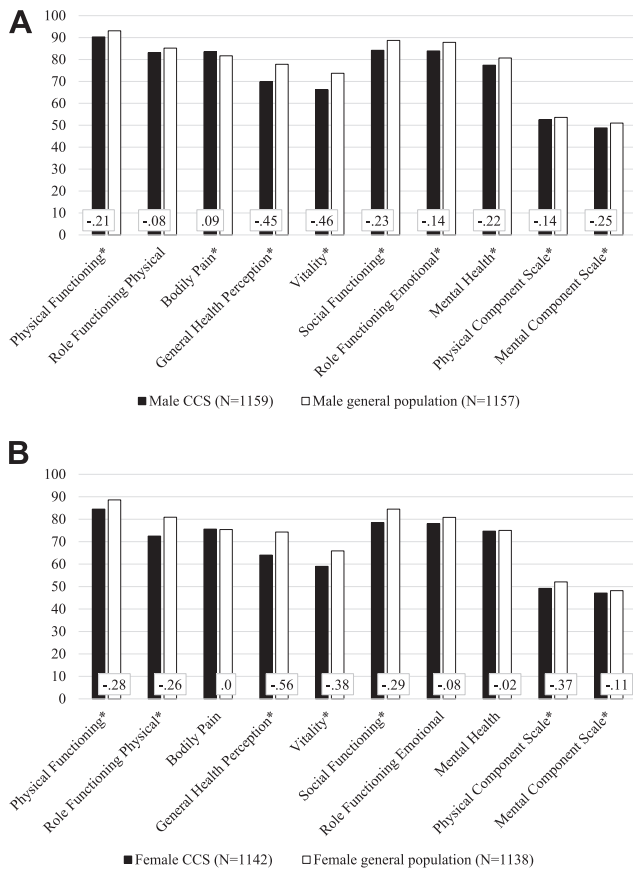 A
100
90
80
70
60
50
40
30
20
10
0
-.21 -.08 .09 -.45 -.46 -.23 -.14 -.22 -.14 -.25
Physical Functioning*
Role Functioning Physical
Bodily Pain*
General Health Perception*
Vitality*
Social Functioning*
Role Functioning Emotional*
Mental Health*
Physical Component Scale*
Mental Component Scale*
Male CCS (N=1159) Male general population (N=1157)
B
100
90
80
70
60
50
40
30
20
10
0
-.28 -.26 .0 -.56 -.38 -.29 -.08 -.02 -.37 -.11
Physical Functioning*
Role Functioning Physical*
Bodily Pain
General Health Perception*
Vitality*
Social Functioning*
Role Functioning Emotional
Mental Health
Physical Component Scale*
Mental Component Scale*
Female CCS (N=1142) Female general population (N=1138)